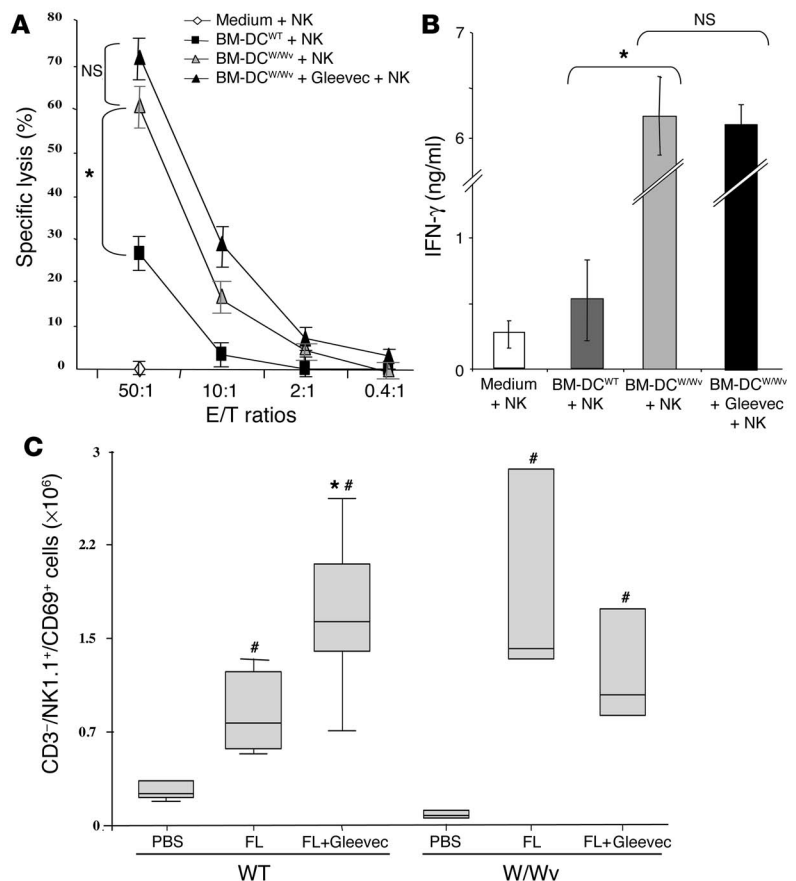 A
Medium + NK
BM-DCᵂᵀ + NK
BM-DCᵂ/ᵂᵛ + NK
BM-DCᵂ/ᵂᵛ + Gleevec + NK
Specific lysis (%)
80
70
60
50
40
30
20
10
0
NS
*
50:1 10:1 2:1 0.4:1
E/T ratios
B
NS
*
IFN-γ (ng/ml)
7
6
1
0
Medium BM-DCᵂᵀ BM-DCᵂ/ᵂᵛ BM-DCᵂ/ᵂᵛ
+ NK + NK + NK + Gleevec
+ NK
C
CD3⁻/NK1.1⁺/CD69⁺ cells (×10⁶)
3
2.2
1.5
0.7
0.
#
* #
#
#
PBS FL FL+Gleevec PBS FL FL+Gleevec
WT W/Wv